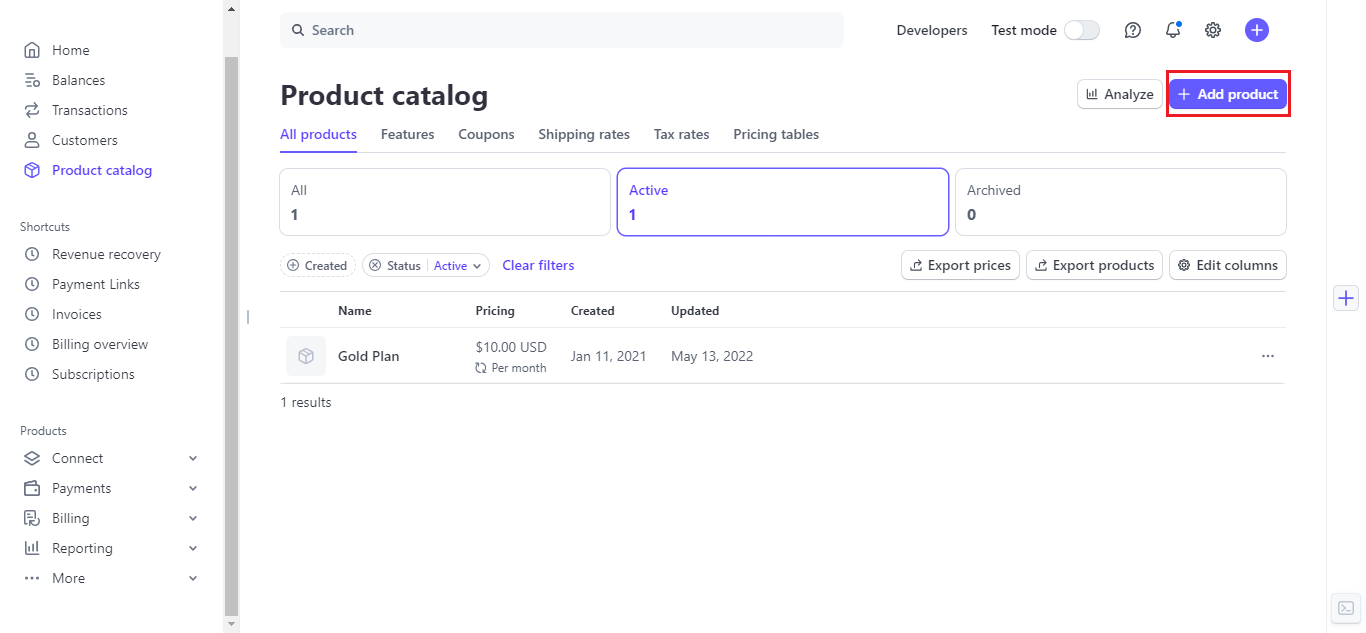 Home
Balances
Transactions
Customers
Product catalog
Shortcuts
Revenue recovery
Payment Links
Invoices
Billing overview
Subscriptions
Products
Connect
Payments
Billing
Reporting
More
Search
Developers
Test mode
Product catalog
Analyze
Add product
All products Features Coupons Shipping rates Tax rates Pricing tables
All
1
Active
1
Archived
0
Created Status Active Clear filters
Export prices Export products Edit columns
Name Pricing Created Updated
Gold Plan $10.00 USD Jan 11, 2021 May 13, 2022
Per month
1 results